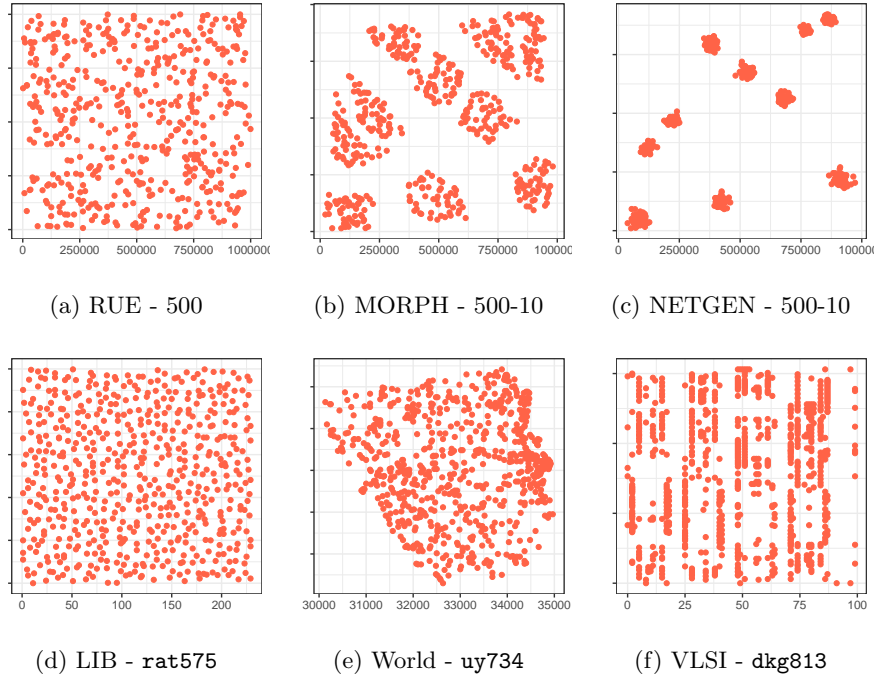 0 250000 500000 750000 1000000
0 250000 500000 750000 1000000
0 250000 500000 750000 100000
(a) RUE - 500
(b) MORPH - 500-10
(c) NETGEN - 500-10
0 50 100 150 200
30000 31000 32000 33000 34000 35000
0 25 50 75 100
(d) LIB - rat575
(e) World - uy734
(f) VLSI - dkg813